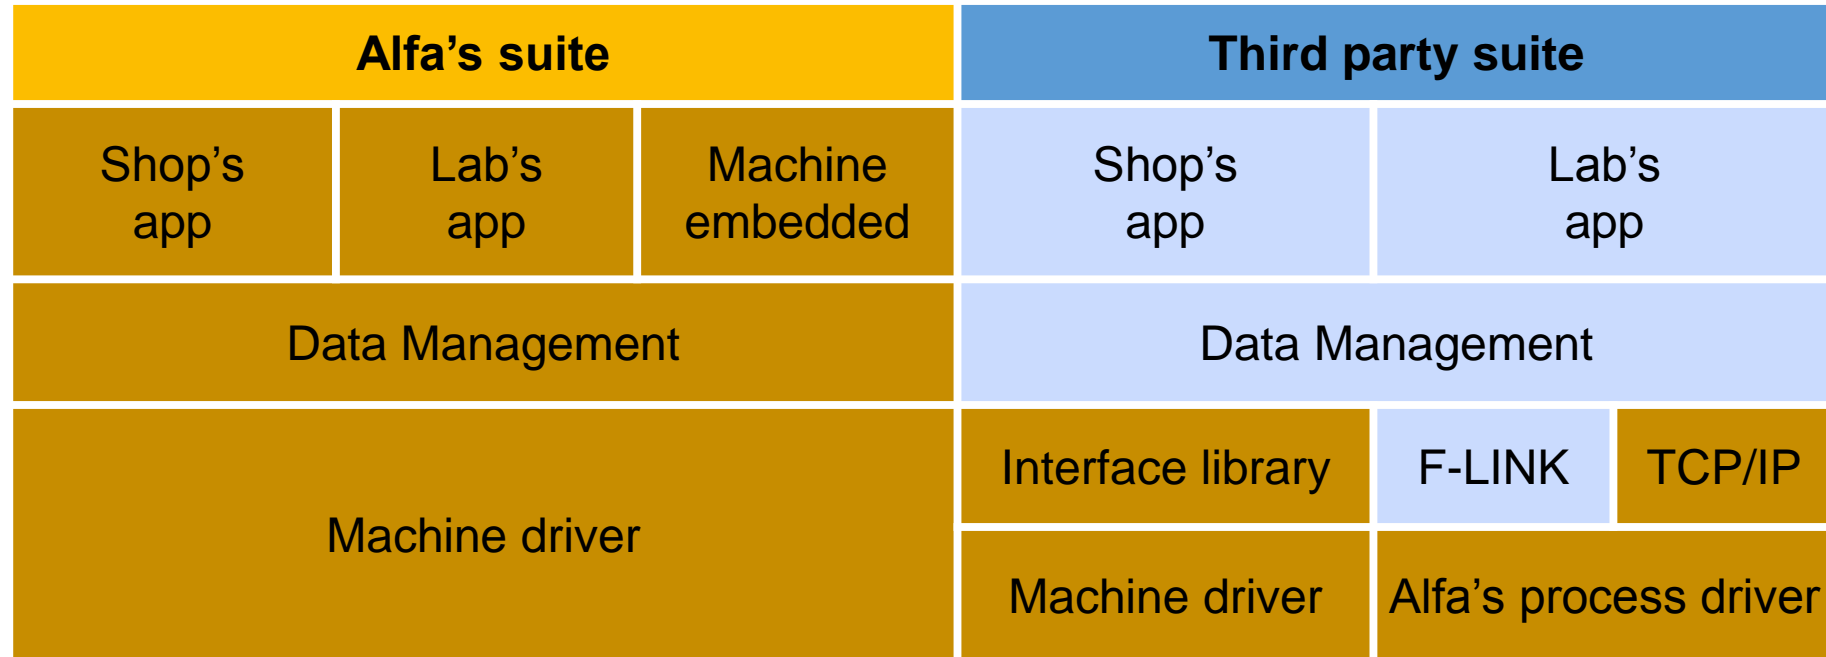 Alfa’s suite
Third party suite
Shop’s
app
Lab’s
app
Machine
embedded
Shop’s
app
Lab’s
app
Data Management
Data Management
Machine driver
Interface library
F-LINK
TCP/IP
Machine driver
Alfa’s process driver